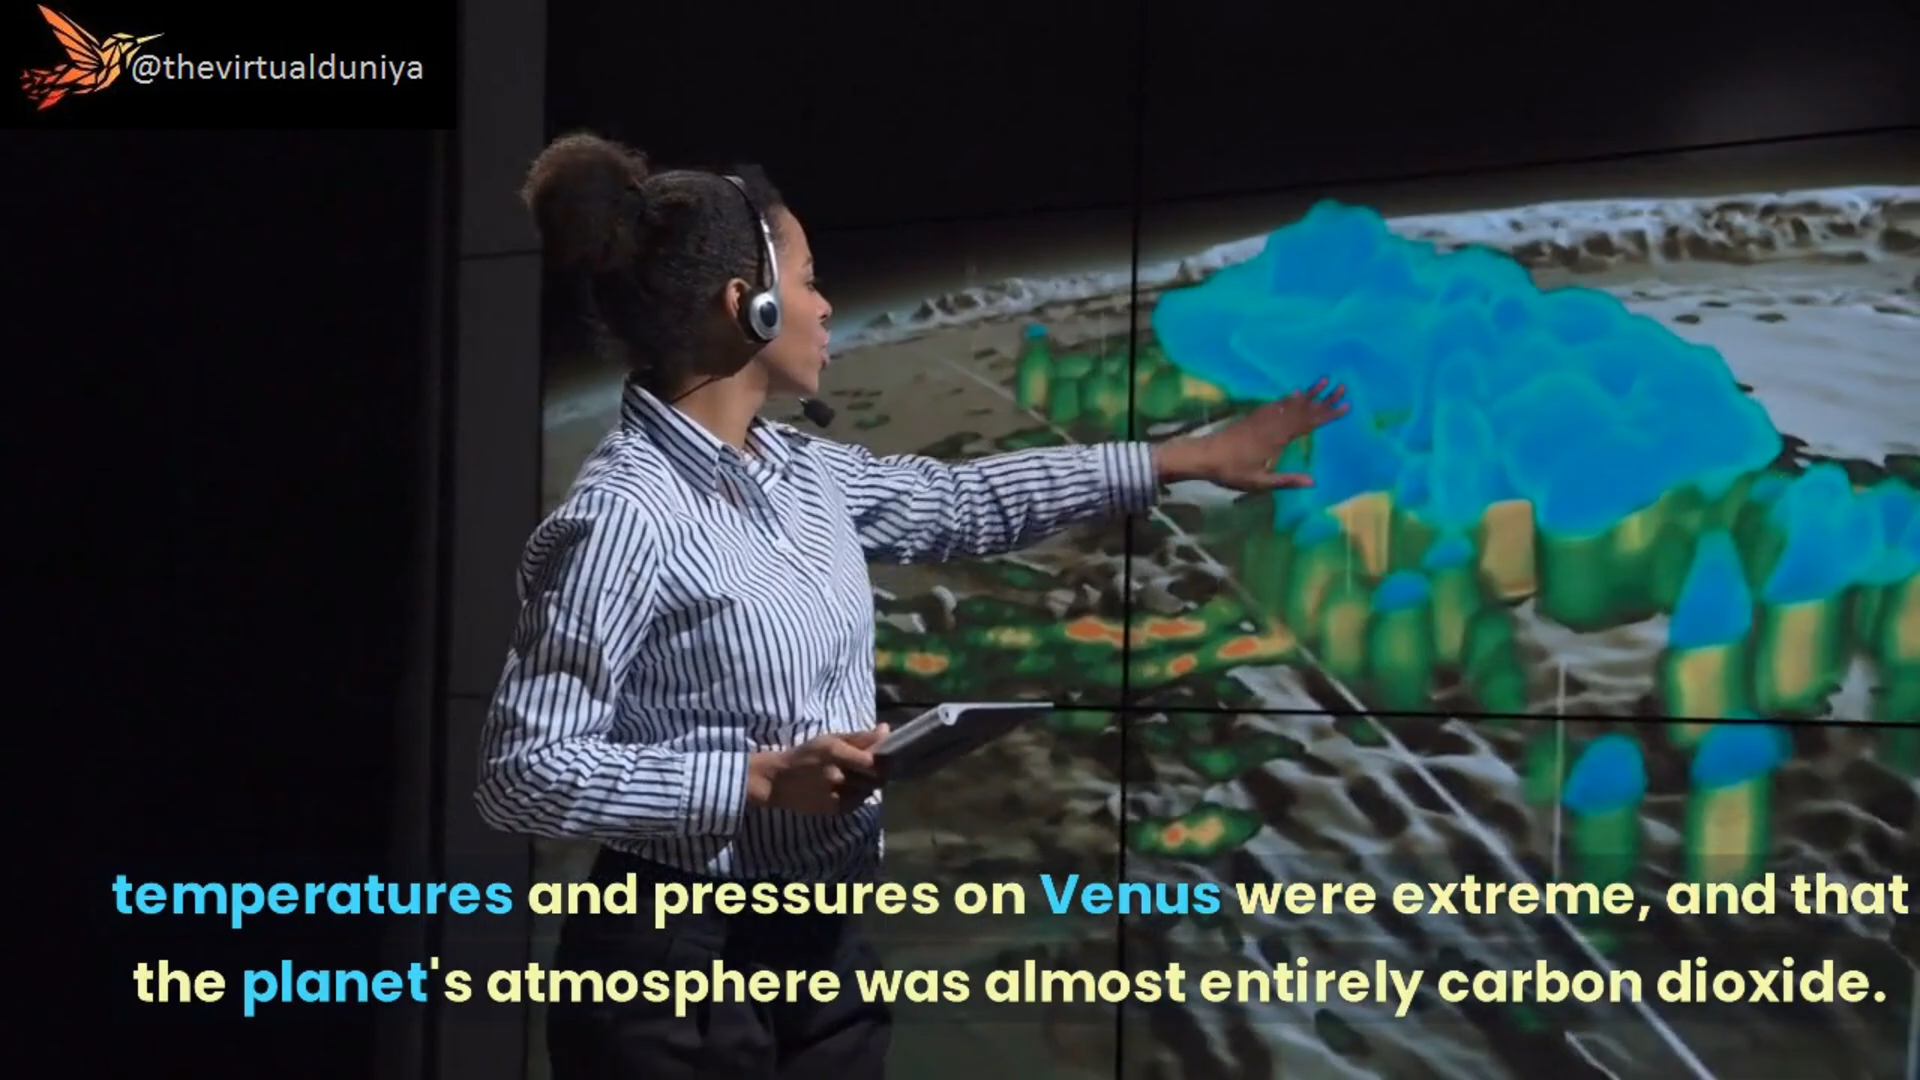 @thevirtualduniya
temperatures and pressures on Venus were extreme, and that
the planet's atmosphere was almost entirely carbon dioxide.